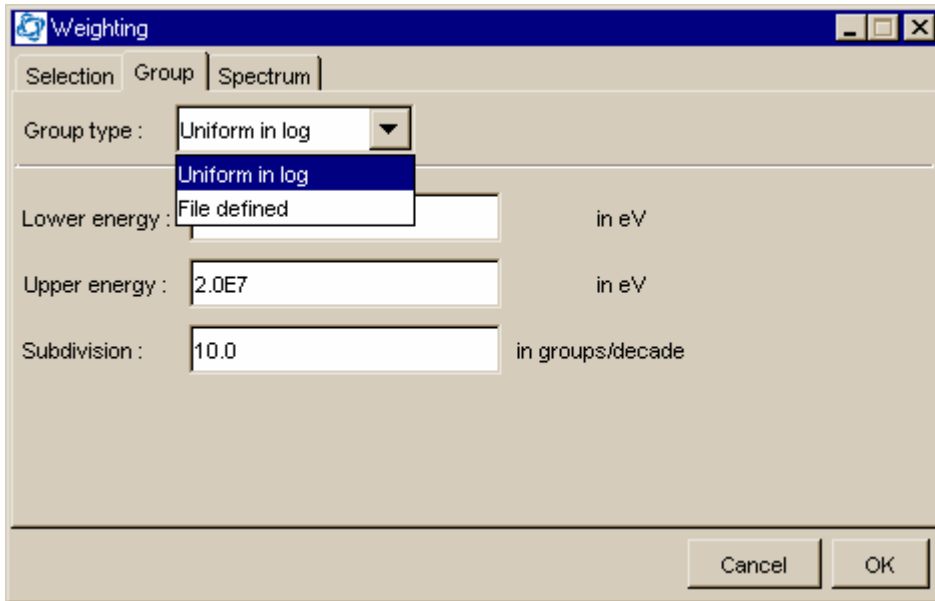 Weighting
Selection Group Spectrum
Group type : Uniform in log
Uniform in log
File defined
Lower energy : in eV
Upper energy : 2.0E7 in eV
Subdivision : 10.0 in groups/decade
Cancel OK